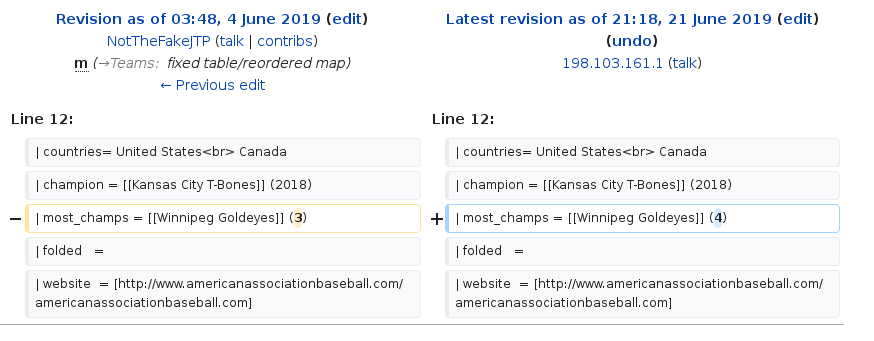 Revision as of 03:48, 4 June 2019 (edit)
NotTheFakeJTP (talk | contribs)
m (→Teams: fixed table/reordered map)
← Previous edit
Latest revision as of 21:18, 21 June 2019 (edit)
(undo)
198.103.161.1 (talk)
Line 12:
Line 12:
| countries= United States<br> Canada
| countries= United States<br> Canada
| champion = [[Kansas City T-Bones]] (2018)
| champion = [[Kansas City T-Bones]] (2018)
− | most_champs = [[Winnipeg Goldeyes]] (3)
+ | most_champs = [[Winnipeg Goldeyes]] (4)
| folded =
| folded =
| website = [http://www.americanassociationbaseball.com/
americanassociationbaseball.com]
| website = [http://www.americanassociationbaseball.com/
americanassociationbaseball.com]